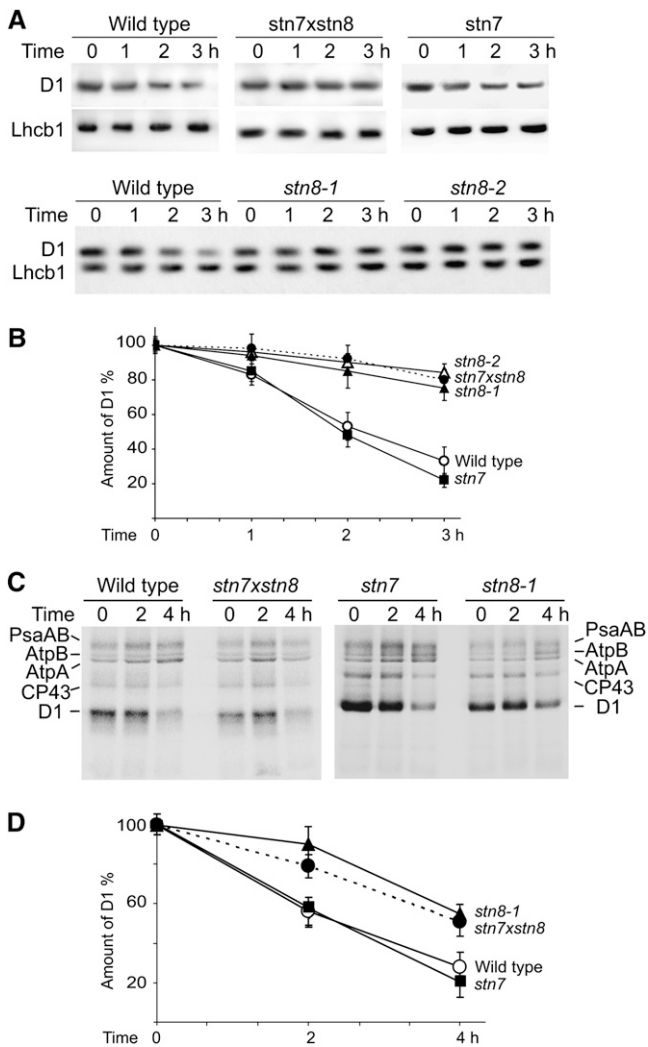 A
Wild type stn7xstn8 stn7
Time 0 1 2 3 h 0 1 2 3 h 0 1 2 3 h
D1
Lhcb1
Wild type stn8-1 stn8-2
Time 0 1 2 3 h 0 1 2 3 h 0 1 2 3 h
D1
Lhcb1
B
Amount of D1 %
100
80
60
40
20
stn8-2
stn7xstn8
stn8-1
Wild type
stn7
Time 0 1 2 3 h
C
Wild type stn7xstn8 stn7 stn8-1
Time 0 2 4 h 0 2 4 h 0 2 4 h 0 2 4 h
PsaAB
AtpB
AtpA
CP43
D1
PsaAB
AtpB
AtpA
CP43
D1
D
Amount of D1 %
100
60
20
stn8-1
stn7xstn8
Wild type
stn7
Time 0 2 4 h